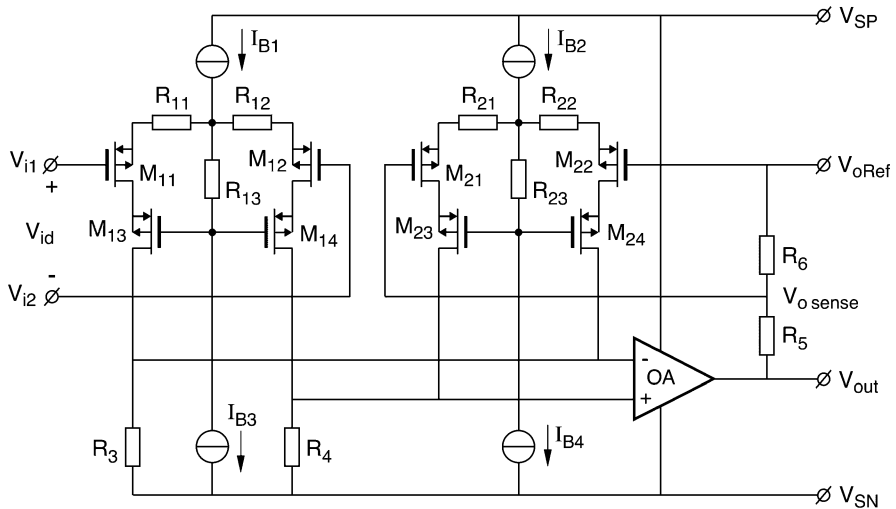 V_SP
I_B1
I_B2
R_11
R_12
R_21
R_22
V_i1
+
M_11
M_12
R_13
M_21
M_22
R_23
V_oRef
V_id
M_13
M_14
M_23
M_24
R_6
-
V_i2
V_o sense
R_5
-
OA
+
V_out
I_B3
I_B4
R_3
R_4
V_SN